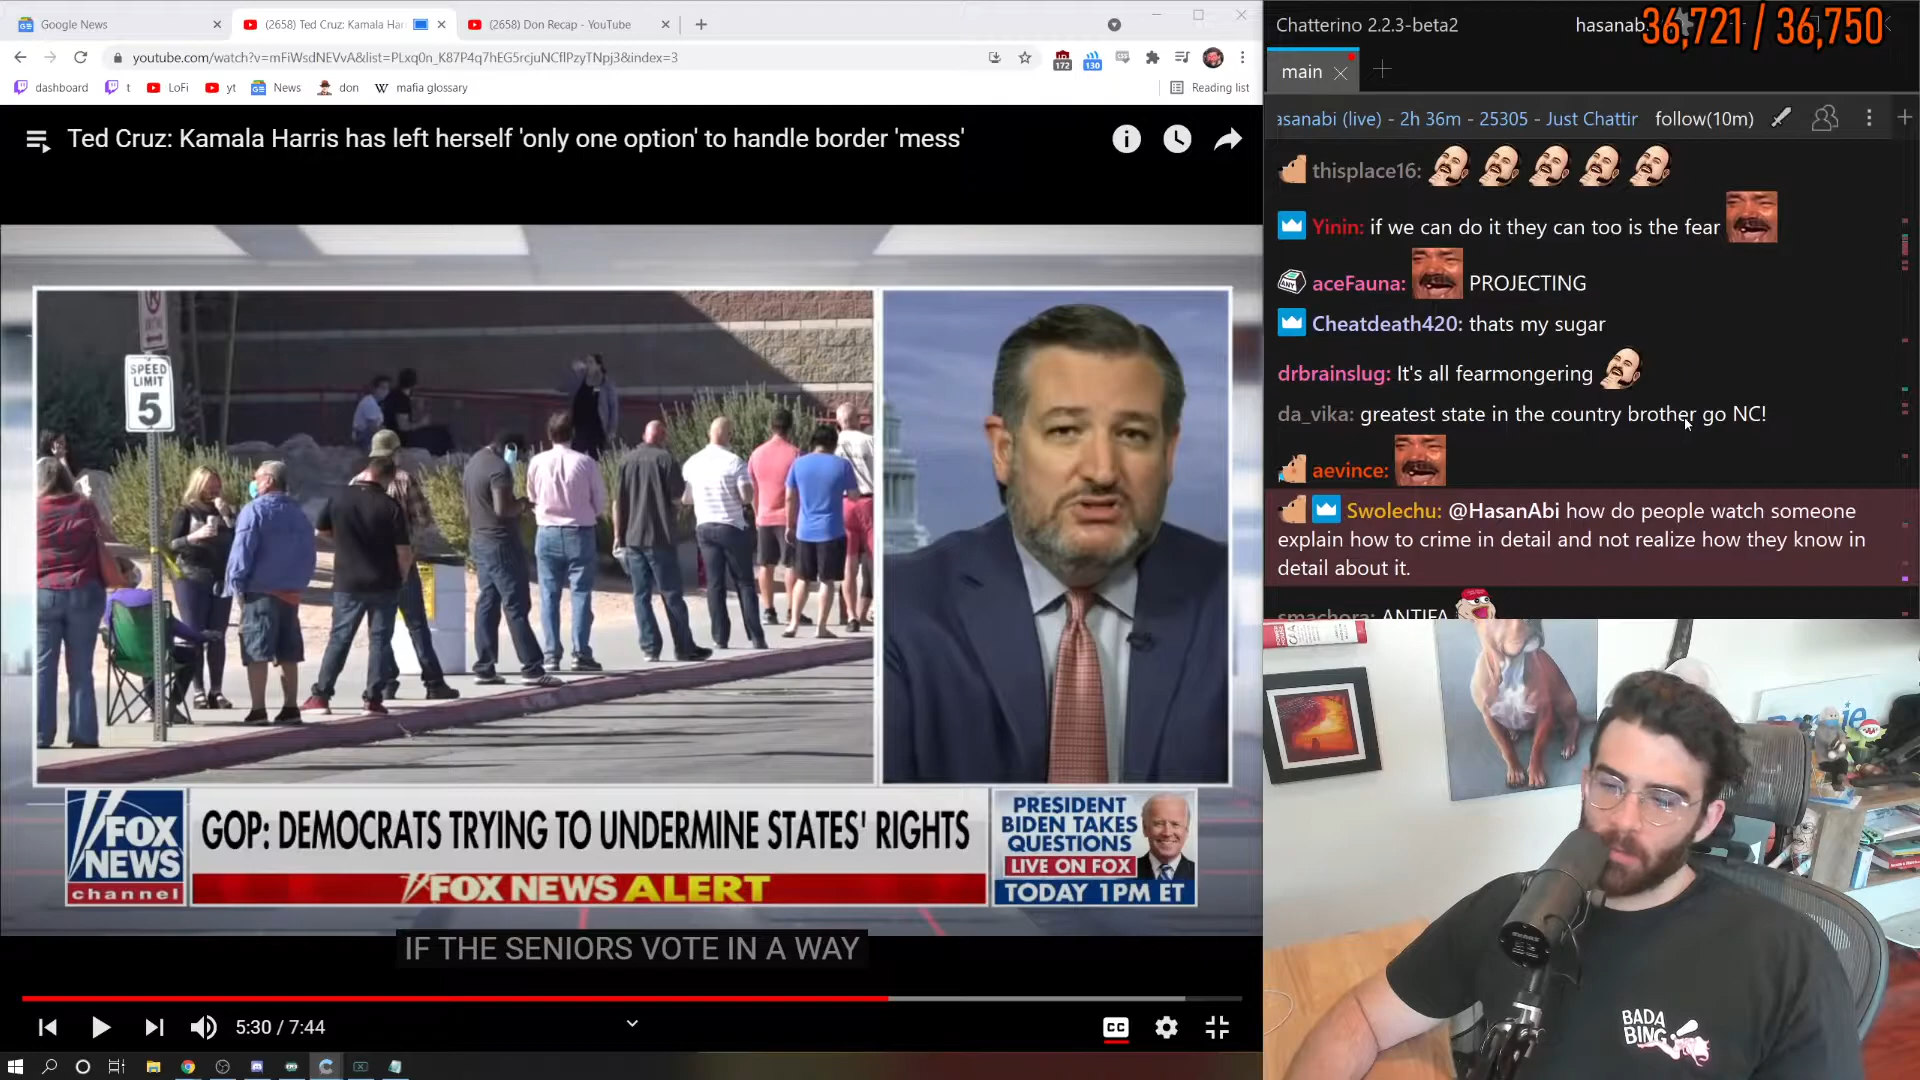 Google News
(2658) Ted Cruz: Kamala Har
(2658) Don Recap - YouTube
youtube.com/watch?v=mFiWsdNEVvA&list=PLxq0n_K87P4q7hEG5rcjuNCflPzyTNpj3&index=3
172
130
dashboard
t
LoFi
yt
News
don
mafia glossary
Reading list
Ted Cruz: Kamala Harris has left herself 'only one option' to handle border 'mess'
SPEED
LIMIT
5
GOP: DEMOCRATS TRYING TO UNDERMINE STATES' RIGHTS
FOX
NEWS
channel
FOX NEWS ALERT
PRESIDENT
BIDEN TAKES
QUESTIONS
LIVE ON FOX
TODAY 1PM ET
IF THE SENIORS VOTE IN A WAY
5:30 / 7:44
CC
Chatterino 2.2.3-beta2
hasanab
36,721 / 36,750
main
asanabi (live) - 2h 36m - 25305 - Just Chattir
follow(10m)
thisplace16:
Yinin: if we can do it they can too is the fear
aceFauna: PROJECTING
Cheatdeath420: thats my sugar
drbrainslug: It's all fearmongering
da_vika: greatest state in the country brother go NC!
aevince:
Swolechu: @HasanAbi how do people watch someone
explain how to crime in detail and not realize how they know in
detail about it.
smachora: ANTIFA
BADA
BING